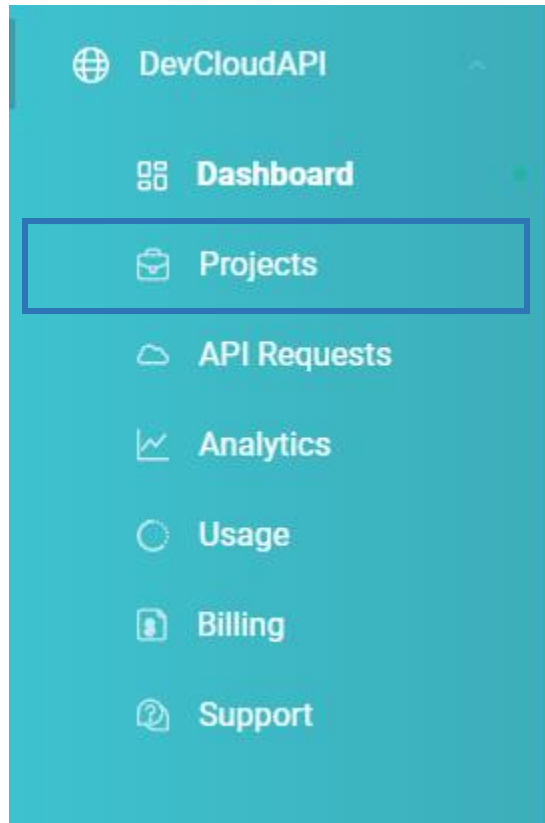 DevCloudAPI
Dashboard
Projects
API Requests
Analytics
Usage
Billing
Support